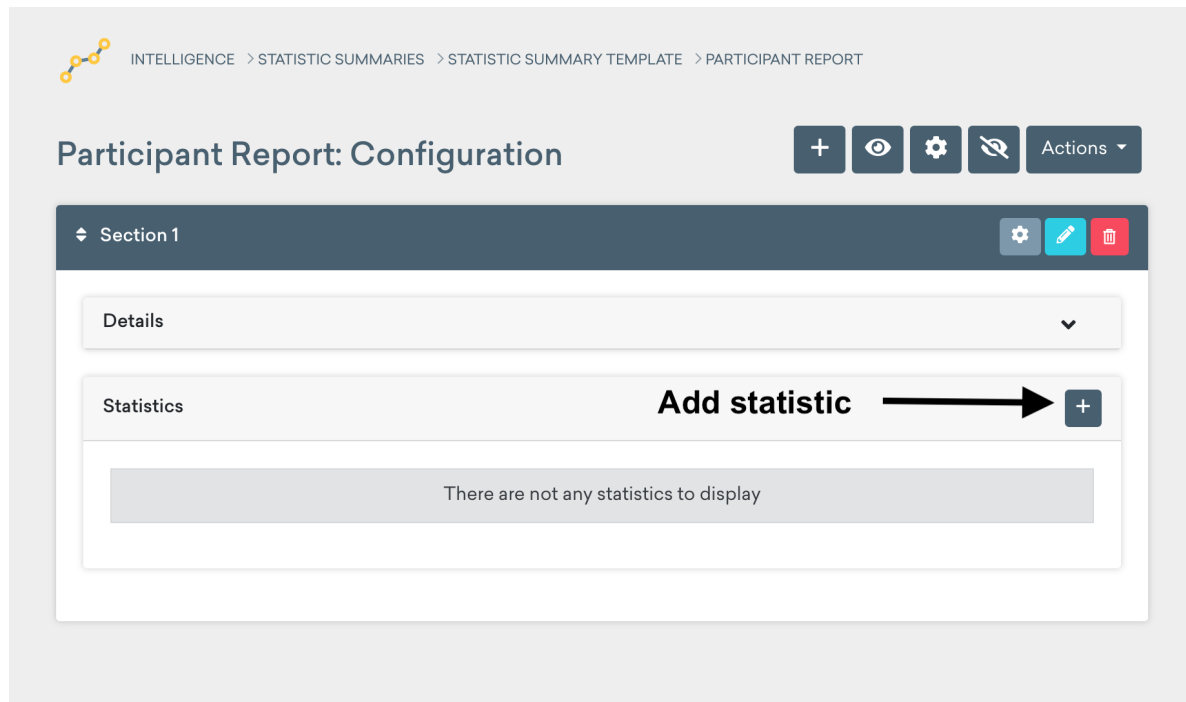 INTELLIGENCE > STATISTIC SUMMARIES > STATISTIC SUMMARY TEMPLATE > PARTICIPANT REPORT
Participant Report: Configuration
Actions
Section 1
Details
Statistics
Add statistic
There are not any statistics to display